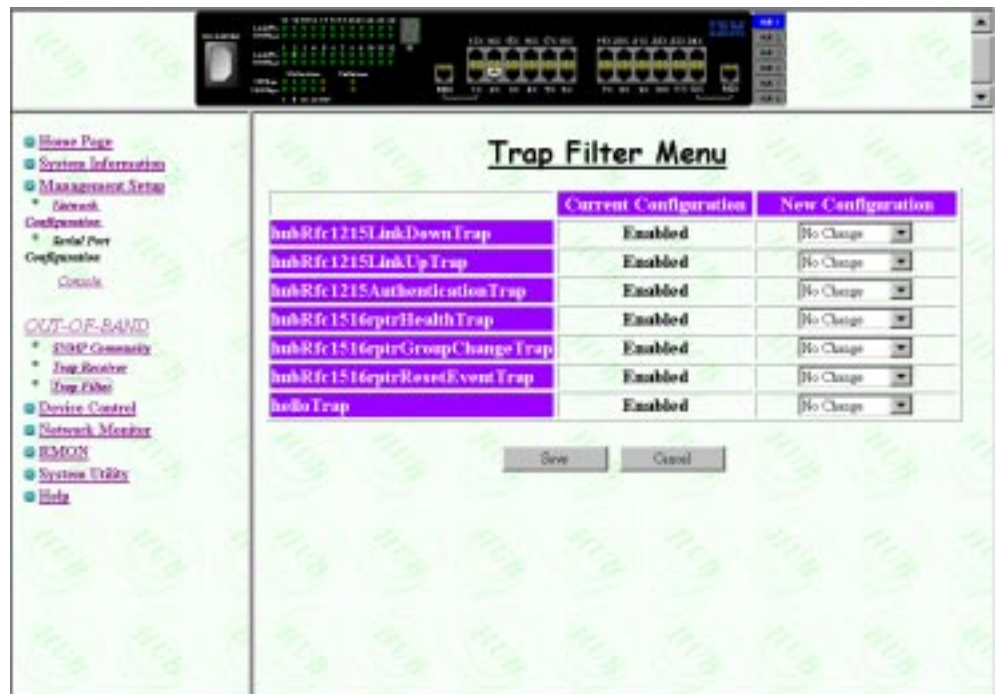 Home Page
System Information
Management Setup
Network
Configuration
Serial Port
Configuration
Console
OUT-OF-BAND
SNMP Community
Trap Receiver
Trap Filter
Device Control
Network Monitor
RMON
System Utility
Help
Trap Filter Menu
Current Configuration New Configuration
hubRfc1215LinkDownTrap Enabled No Change
hubRfc1215LinkUpTrap Enabled No Change
hubRfc1215AuthenticationTrap Enabled No Change
hubRfc1516rptrHealthTrap Enabled No Change
hubRfc1516rptrGroupChangeTrap Enabled No Change
hubRfc1516rptrResetEventTrap Enabled No Change
helloTrap Enabled No Change
Save Cancel